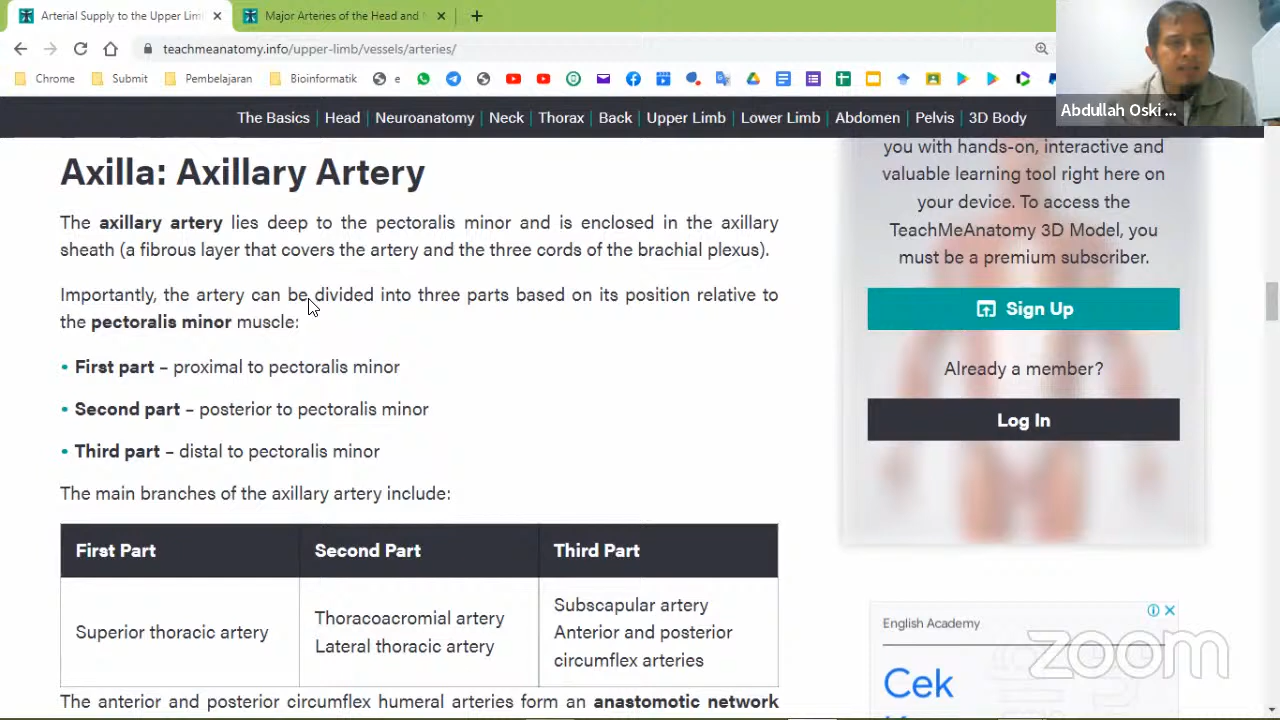 Arterial Supply to the Upper Lim
Major Arteries of the Head and
teachmeanatomy.info/upper-limb/vessels/arteries/
Chrome Submit Pembelajaran Bioinformatik e
Abdullah Oski ...
The Basics | Head | Neuroanatomy | Neck | Thorax | Back | Upper Limb | Lower Limb | Abdomen | Pelvis | 3D Body
Axilla: Axillary Artery
The axillary artery lies deep to the pectoralis minor and is enclosed in the axillary
sheath (a fibrous layer that covers the artery and the three cords of the brachial plexus).
Importantly, the artery can be divided into three parts based on its position relative to
the pectoralis minor muscle:
• First part – proximal to pectoralis minor
• Second part – posterior to pectoralis minor
• Third part – distal to pectoralis minor
The main branches of the axillary artery include:
First Part Second Part Third Part
Superior thoracic artery
Thoracoacromial artery
Lateral thoracic artery
Subscapular artery
Anterior and posterior
circumflex arteries
The anterior and posterior circumflex humeral arteries form an anastomotic network
you with hands-on, interactive and
valuable learning tool right here on
your device. To access the
TeachMeAnatomy 3D Model, you
must be a premium subscriber.
Sign Up
Already a member?
Log In
English Academy
Cek
zoom